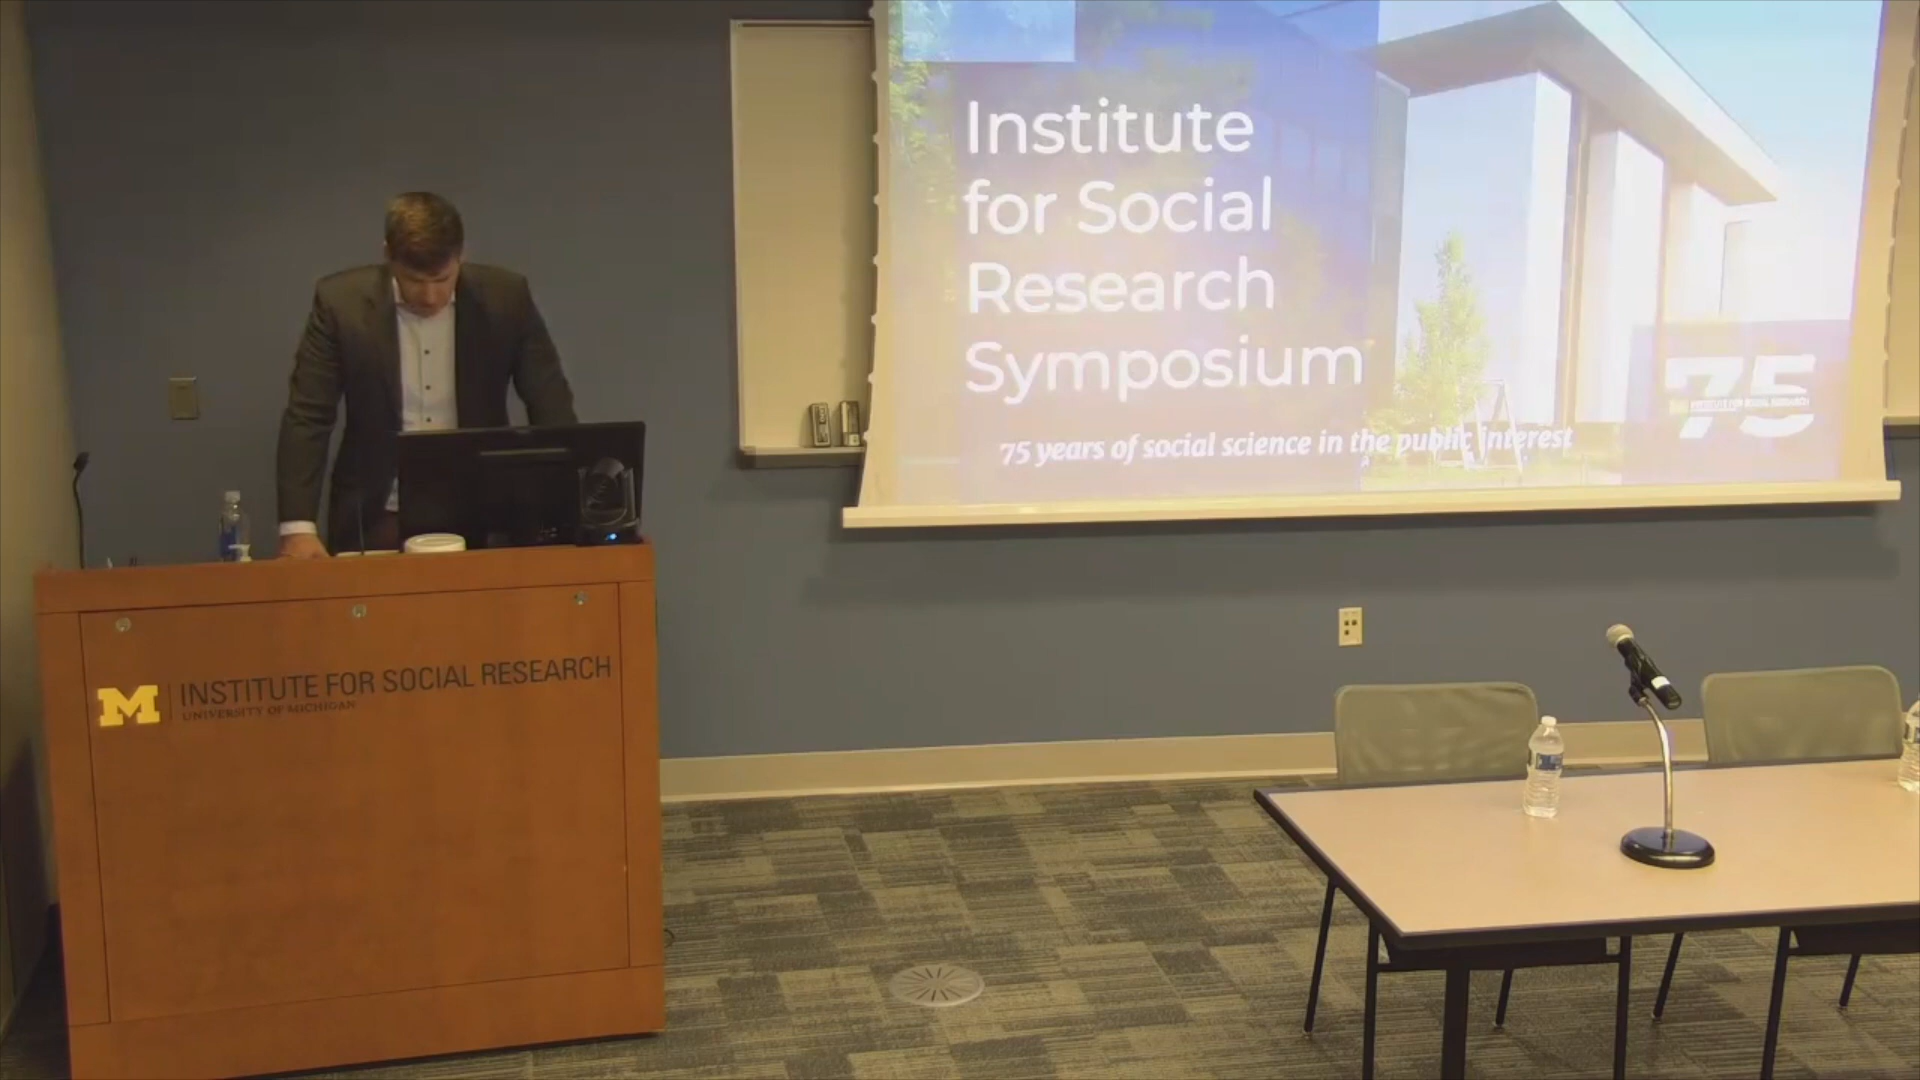 Institute
for Social
Research
Symposium
75 years of social science in the public interest
75
INSTITUTE FOR SOCIAL RESEARCH
M INSTITUTE FOR SOCIAL RESEARCH
UNIVERSITY OF MICHIGAN